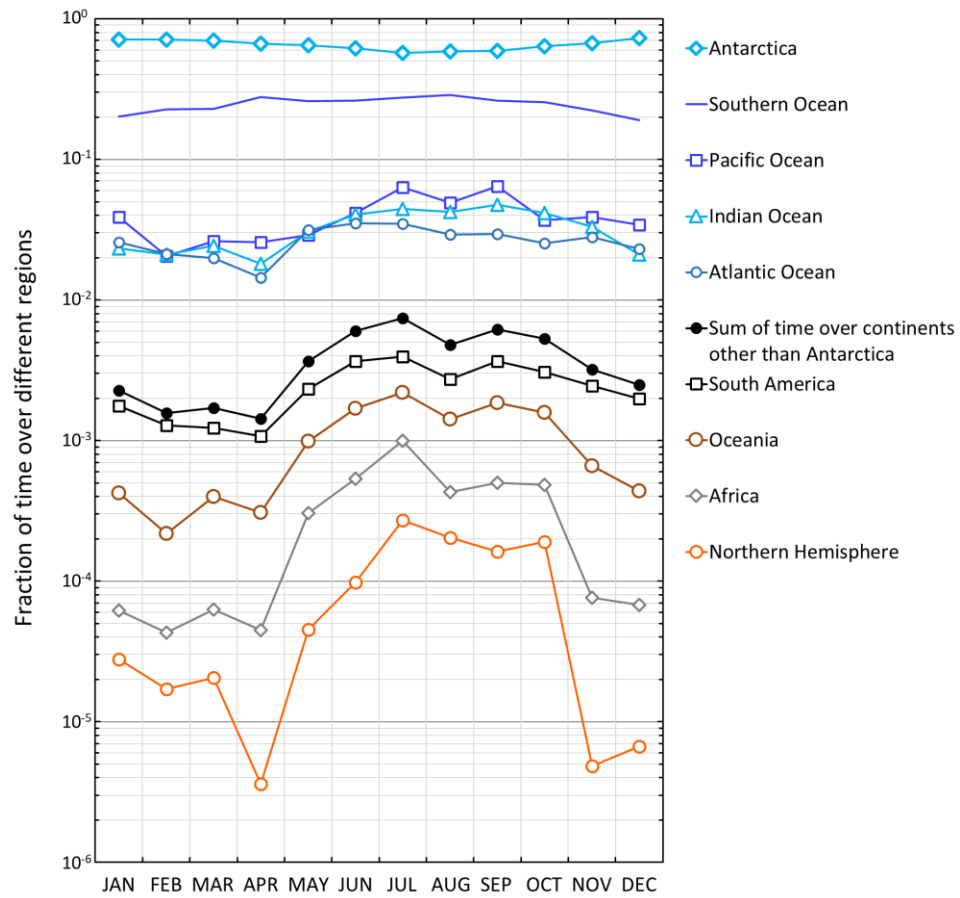 Fraction of time over different regions
10^0
10^-1
10^-2
10^-3
10^-4
10^-5
10^-6
JAN FEB MAR APR MAY JUN JUL AUG SEP OCT NOV DEC
Antarctica
Southern Ocean
Pacific Ocean
Indian Ocean
Atlantic Ocean
Sum of time over continents
other than Antarctica
South America
Oceania
Africa
Northern Hemisphere